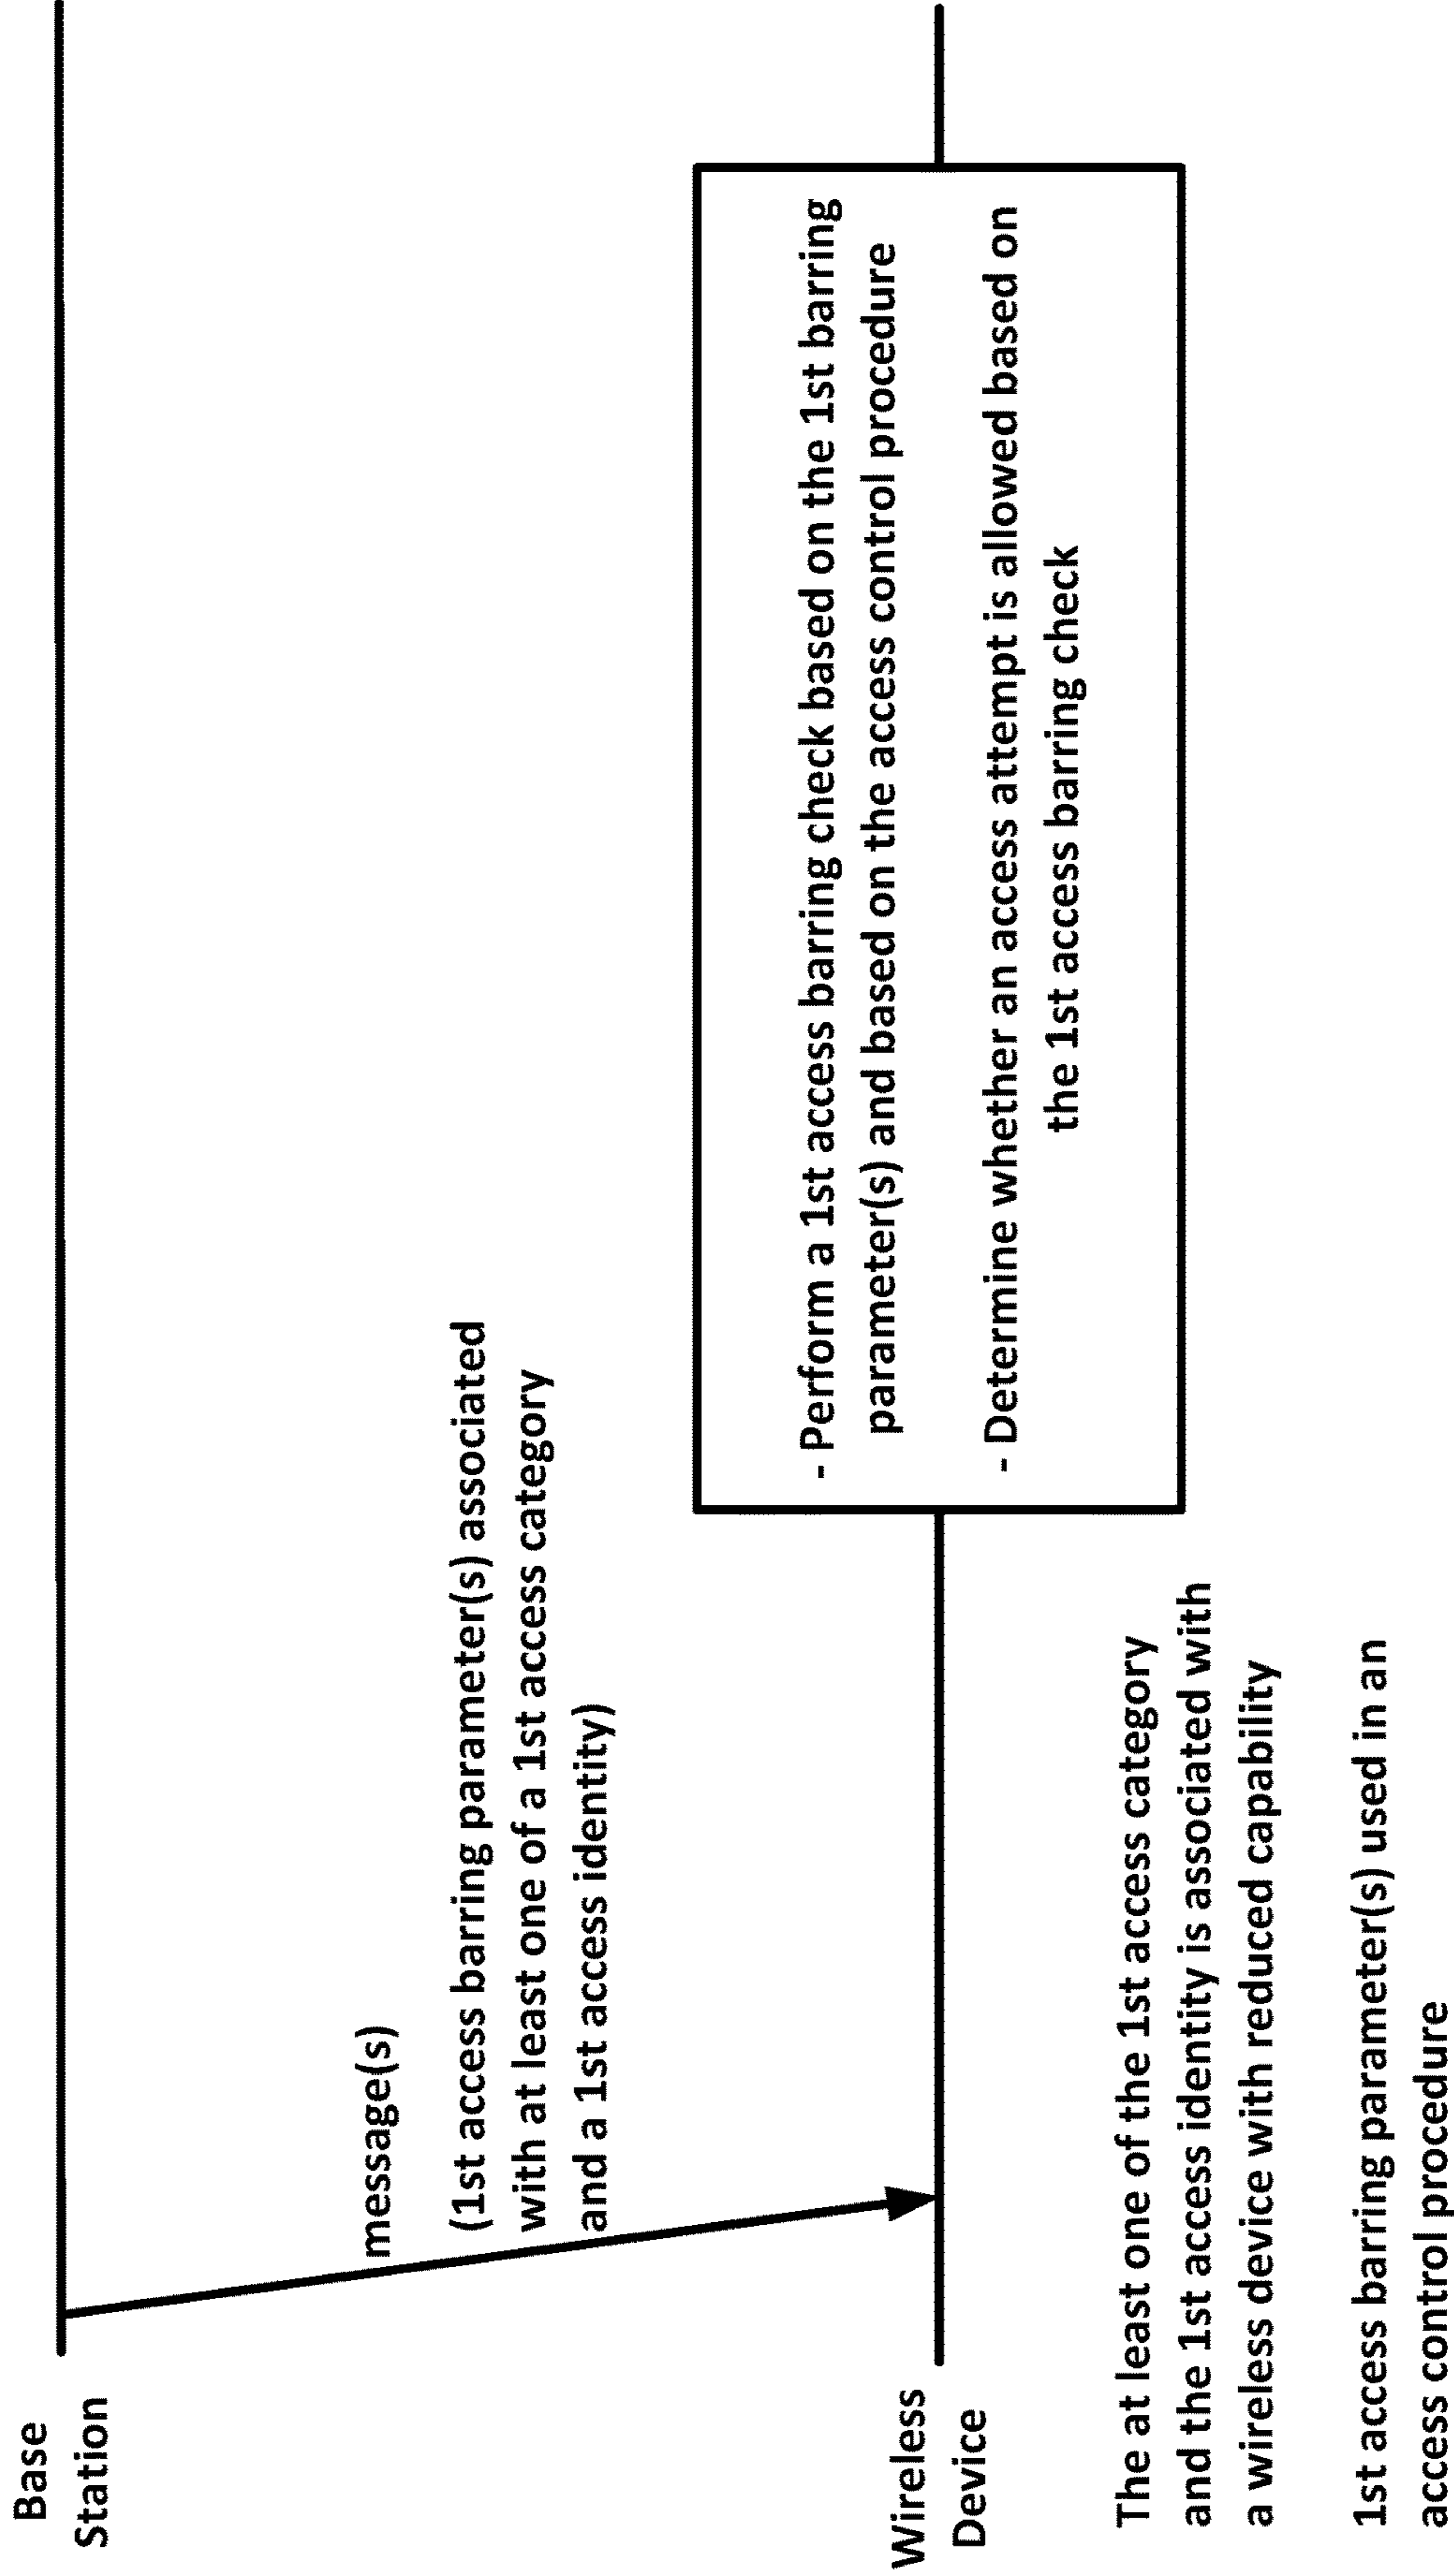 Base
Station
message(s)
(1st access barring parameter(s) associated
with at least one of a 1st access category
and a 1st access identity)
- Perform a 1st access barring check based on the 1st barring
parameter(s) and based on the access control procedure
- Determine whether an access attempt is allowed based on
the 1st access barring check
Wireless
Device
The at least one of the 1st access category
and the 1st access identity is associated with
a wireless device with reduced capability
1st access barring parameter(s) used in an
access control procedure